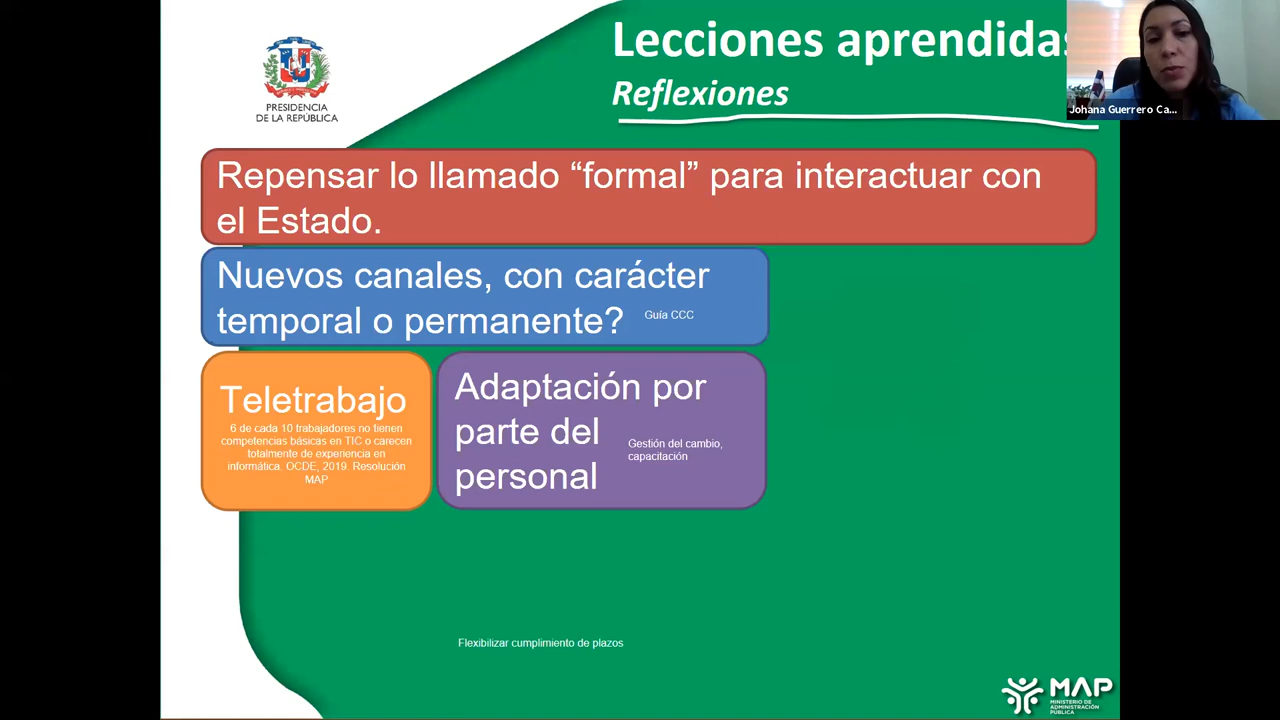 Lecciones aprendidas
Reflexiones
PRESIDENCIA
DE LA REPÚBLICA
Johana Guerrero Ca...
Repensar lo llamado “formal” para interactuar con
el Estado.
Nuevos canales, con carácter
temporal o permanente?
Guía CCC
Teletrabajo
6 de cada 10 trabajadores no tienen
competencias básicas en TIC o carecen
totalmente de experiencia en
informática. OCDE, 2019. Resolución
MAP
Adaptación por
parte del
personal
Gestión del cambio,
capacitación
Flexibilizar cumplimiento de plazos
MAP
MINISTERIO DE
ADMINISTRACIÓN
PÚBLICA